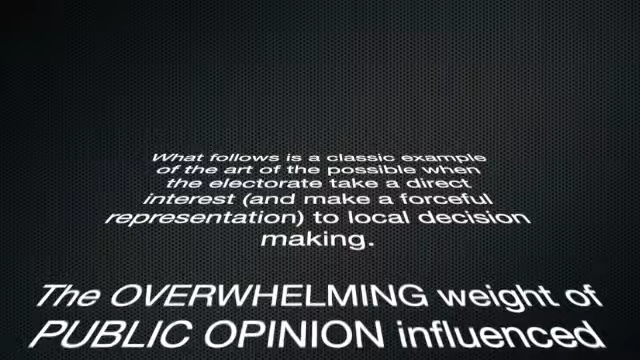 What follows is a classic example
of the art of the possible when
the electorate take a direct
interest (and make a forceful
representation) to local decision
making.
The OVERWHELMING weight of
PUBLIC OPINION influenced